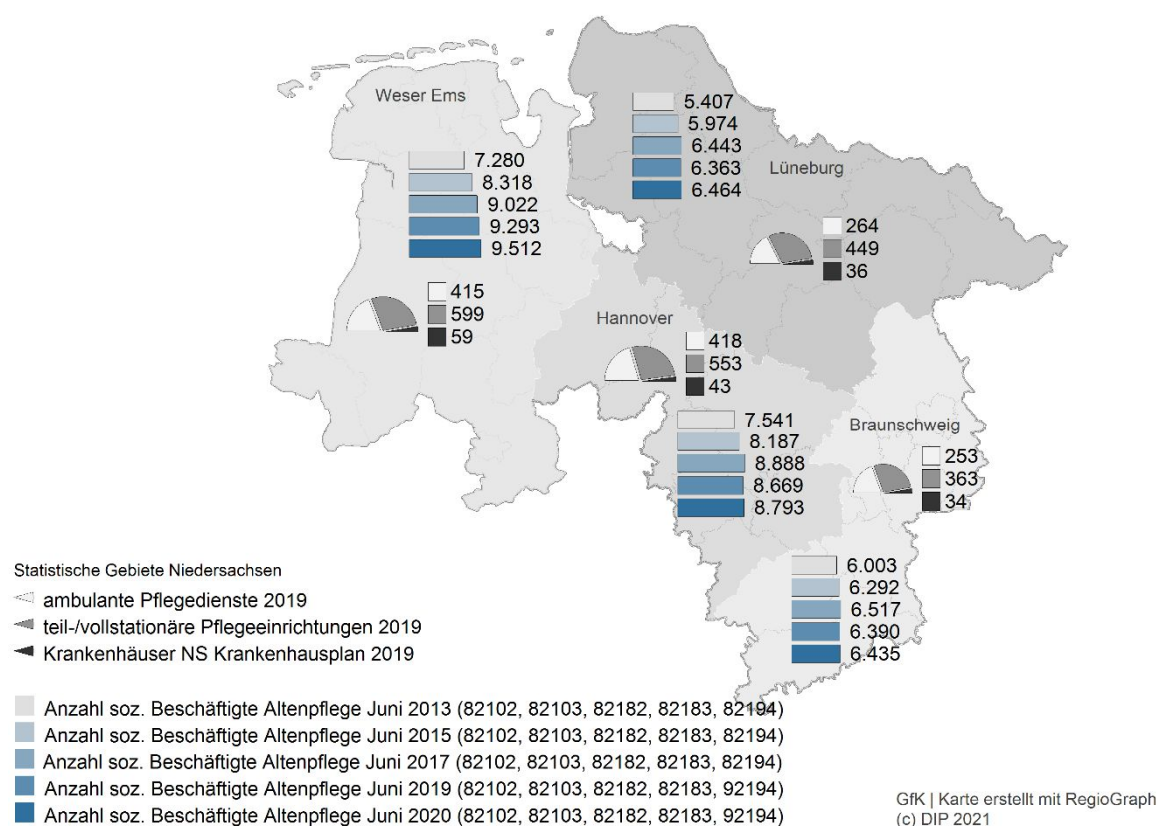 Weser Ems
7.280
8.318
9.022
9.293
9.512
415
599
59
5.407
5.974
6.443
6.363
6.464
Lüneburg
264
449
36
Hannover
418
553
43
7.541
8.187
8.888
8.669
8.793
Braunschweig
253
363
34
6.003
6.292
6.517
6.390
6.435
Statistische Gebiete Niedersachsen
ambulante Pflegedienste 2019
teil-/vollstationäre Pflegeeinrichtungen 2019
Krankenhäuser NS Krankenhausplan 2019
Anzahl soz. Beschäftigte Altenpflege Juni 2013 (82102, 82103, 82182, 82183, 82194)
Anzahl soz. Beschäftigte Altenpflege Juni 2015 (82102, 82103, 82182, 82183, 82194)
Anzahl soz. Beschäftigte Altenpflege Juni 2017 (82102, 82103, 82182, 82183, 82194)
Anzahl soz. Beschäftigte Altenpflege Juni 2019 (82102, 82103, 82182, 82183, 92194)
Anzahl soz. Beschäftigte Altenpflege Juni 2020 (82102, 82103, 82182, 82183, 92194)
GfK | Karte erstellt mit RegioGraph
(c) DIP 2021